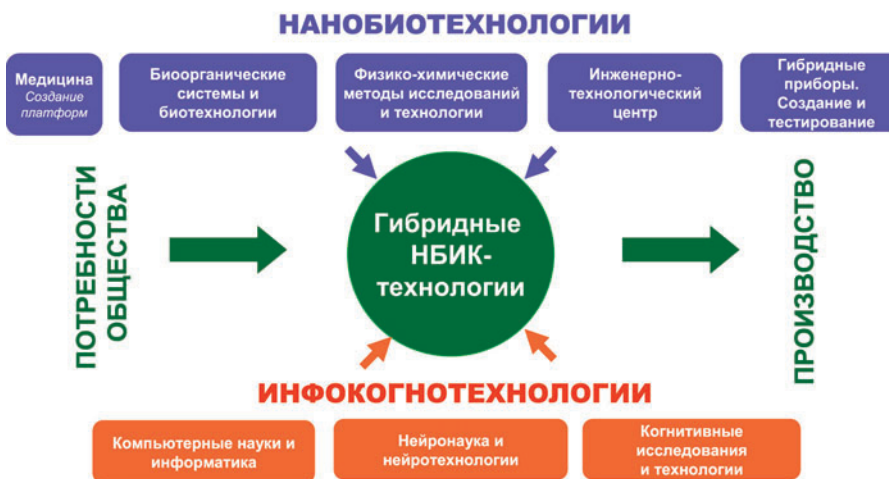 НАНОБИОТЕХНОЛОГИИ
Медицина
Создание
платформ
Биоорганические
системы и
биотехнологии
Физико-химические
методы исследований
и технологии
Инженерно-
технологический
центр
Гибридные
приборы.
Создание и
тестирование
ПОТРЕБНОСТИ
ОБЩЕСТВА
Гибридные
НБИК-
технологии
ПРОИЗВОДСТВО
ИНФОКОГНОТЕХНОЛОГИИ
Компьютерные науки и
информатика
Нейронаука и
нейротехнологии
Когнитивные
исследования
и технологии